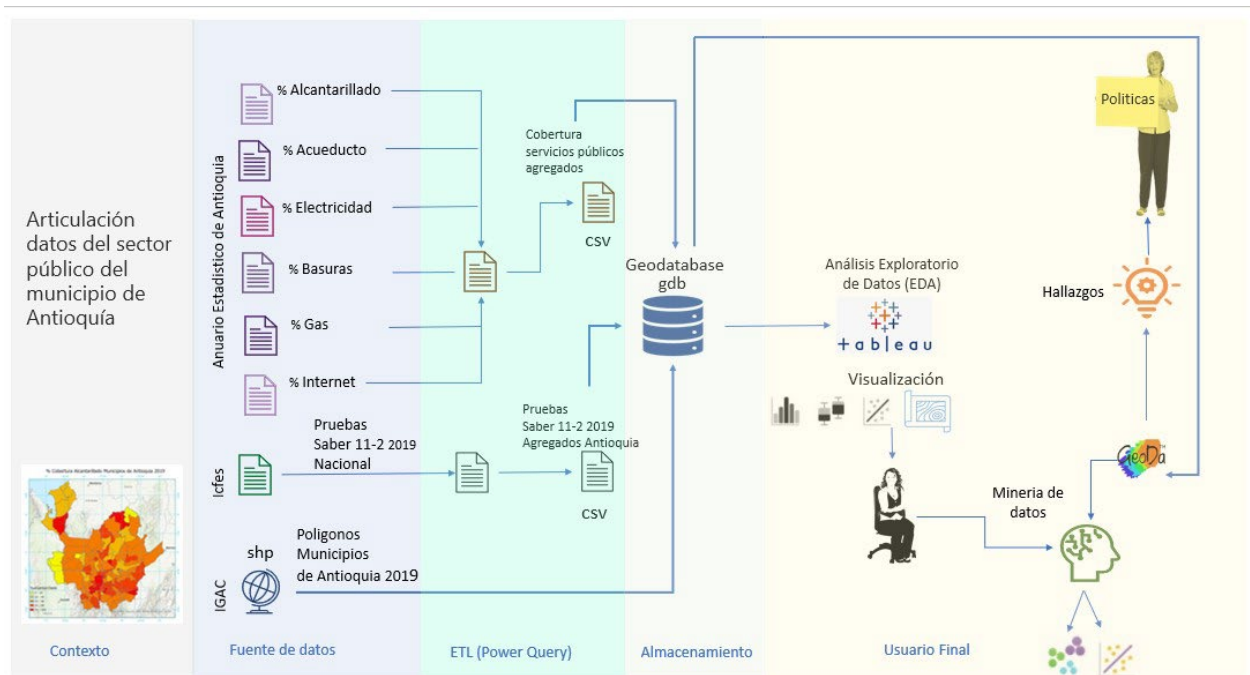 Articulación
datos del sector
público del
municipio de
Antioquía
% Cobertura Alcantarillado Municipios de Antioquia 2019
Contexto
Anuario Estadístico de Antioquia
% Alcantarillado
% Acueducto
% Electricidad
% Basuras
% Gas
% Internet
Icfes
Pruebas
Saber 11-2 2019
Nacional
IGAC
shp
Poligonos
Municipios
de Antioquia 2019
Fuente de datos
Cobertura
servicios públicos
agregados
CSV
Pruebas
Saber 11-2 2019
Agregados Antioquia
CSV
ETL (Power Query)
Geodatabase
gdb
Almacenamiento
Análisis Exploratorio
de Datos (EDA)
+ableau
Visualización
Politicas
Hallazgos
GeoDa™
Mineria de
datos
Usuario Final